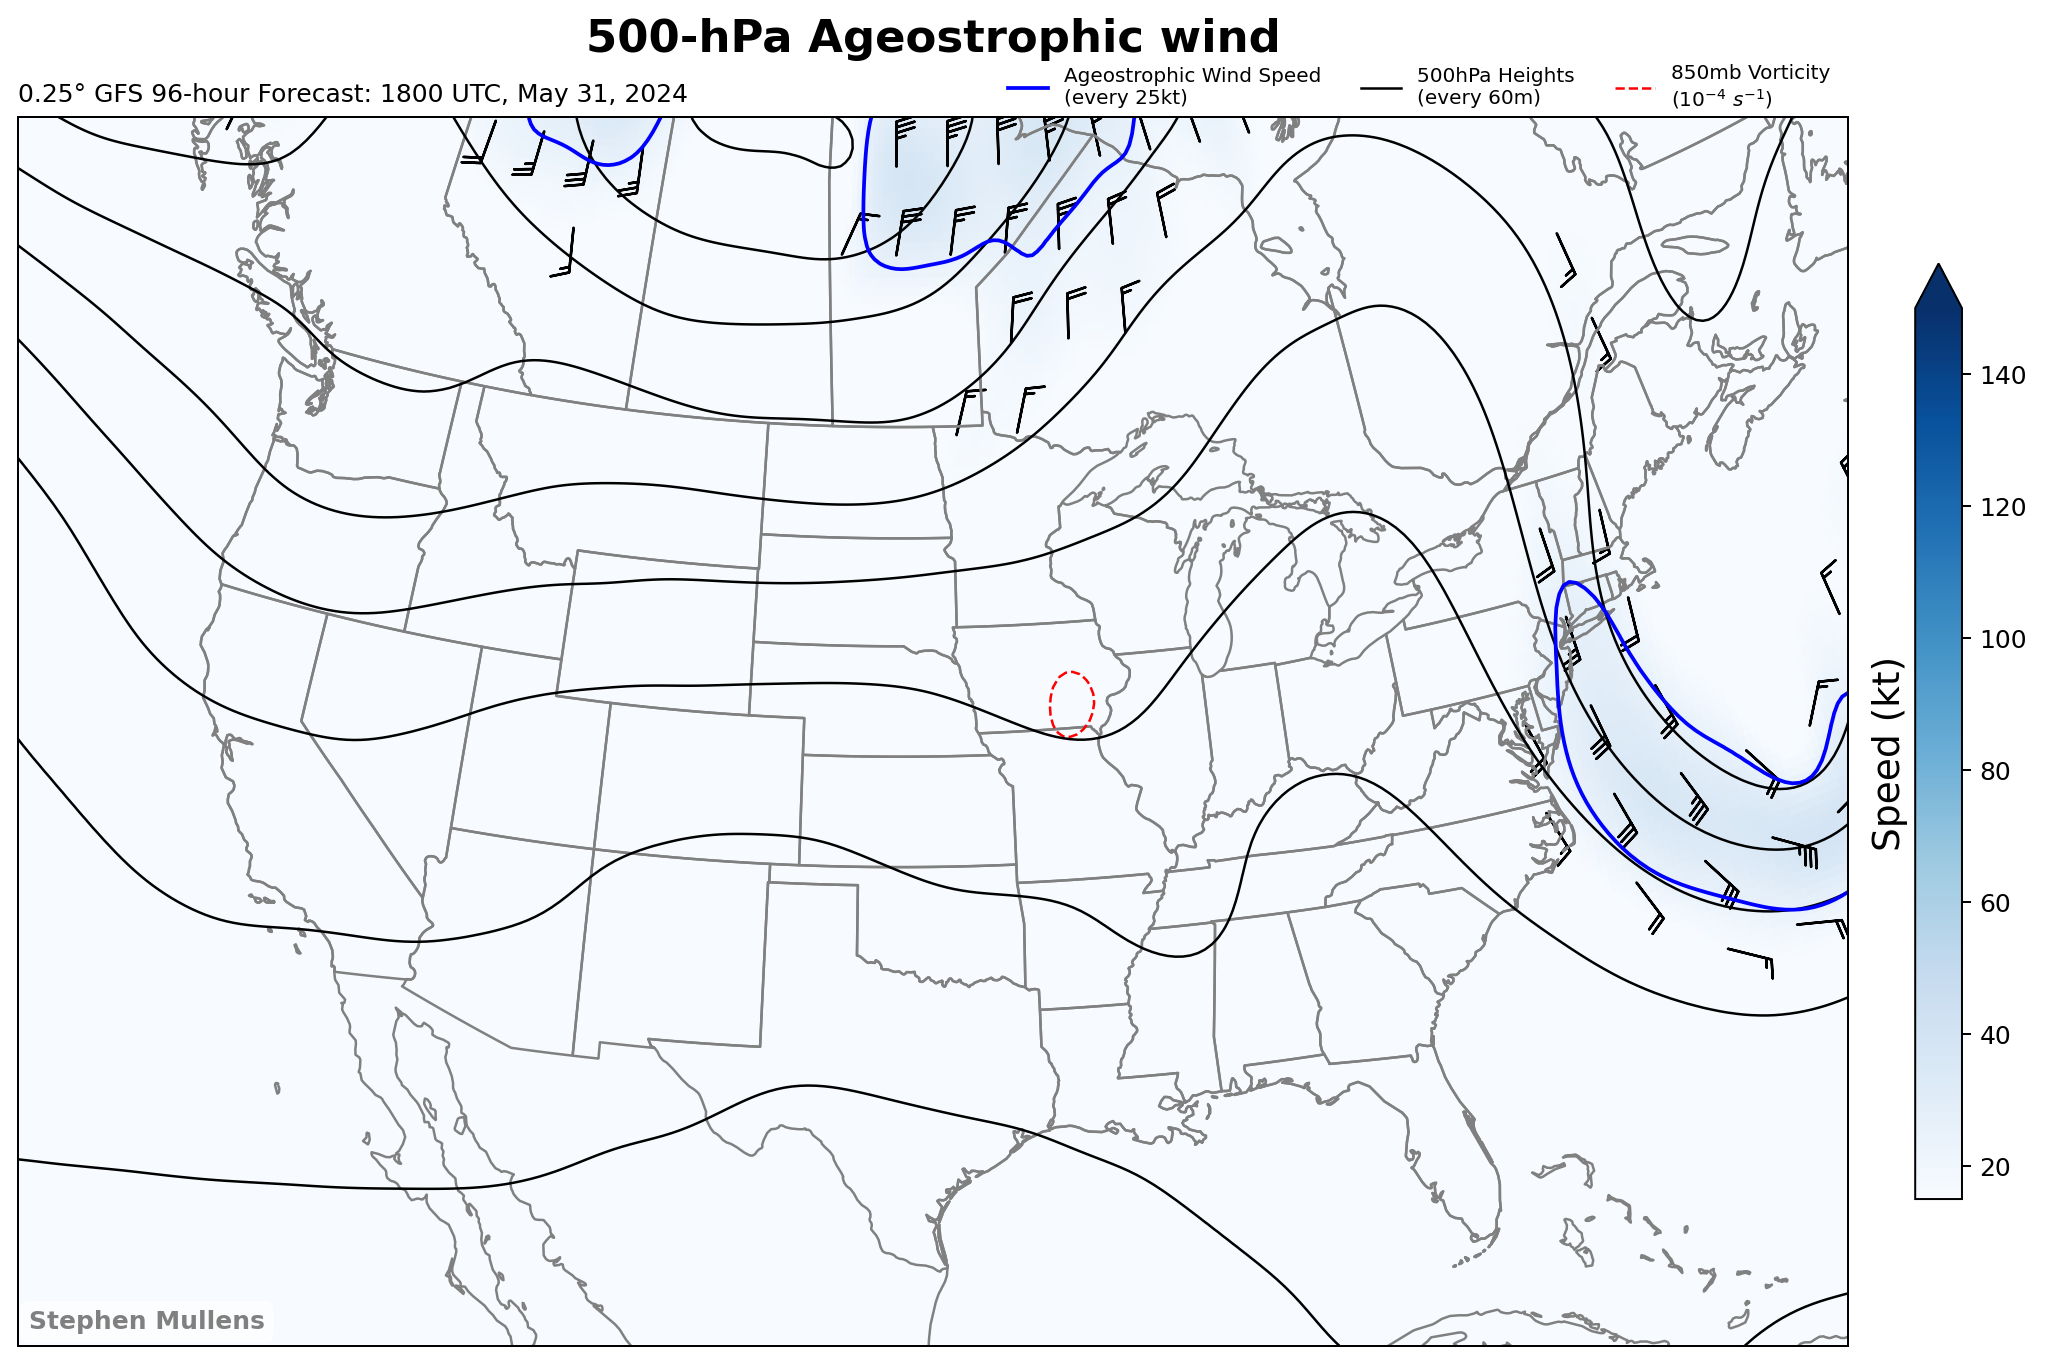 500-hPa Ageostrophic wind
0.25° GFS 96-hour Forecast: 1800 UTC, May 31, 2024
Ageostrophic Wind Speed
(every 25kt)
500hPa Heights
(every 60m)
850mb Vorticity
(10⁻⁴ s⁻¹)
140
120
100
80
60
40
20
Speed (kt)
Stephen Mullens